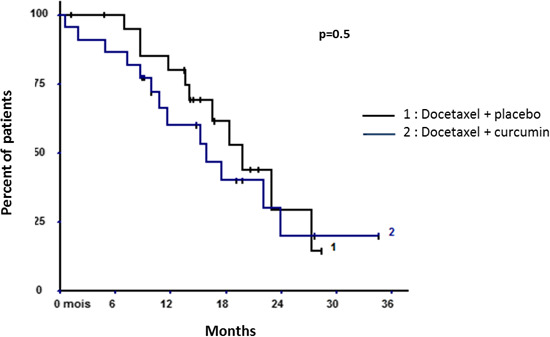 100
75
50
25
0
Percent of patients
p=0.5
1 : Docetaxel + placebo
2 : Docetaxel + curcumin
2
1
0 mois 6 12 18 24 30 36
Months